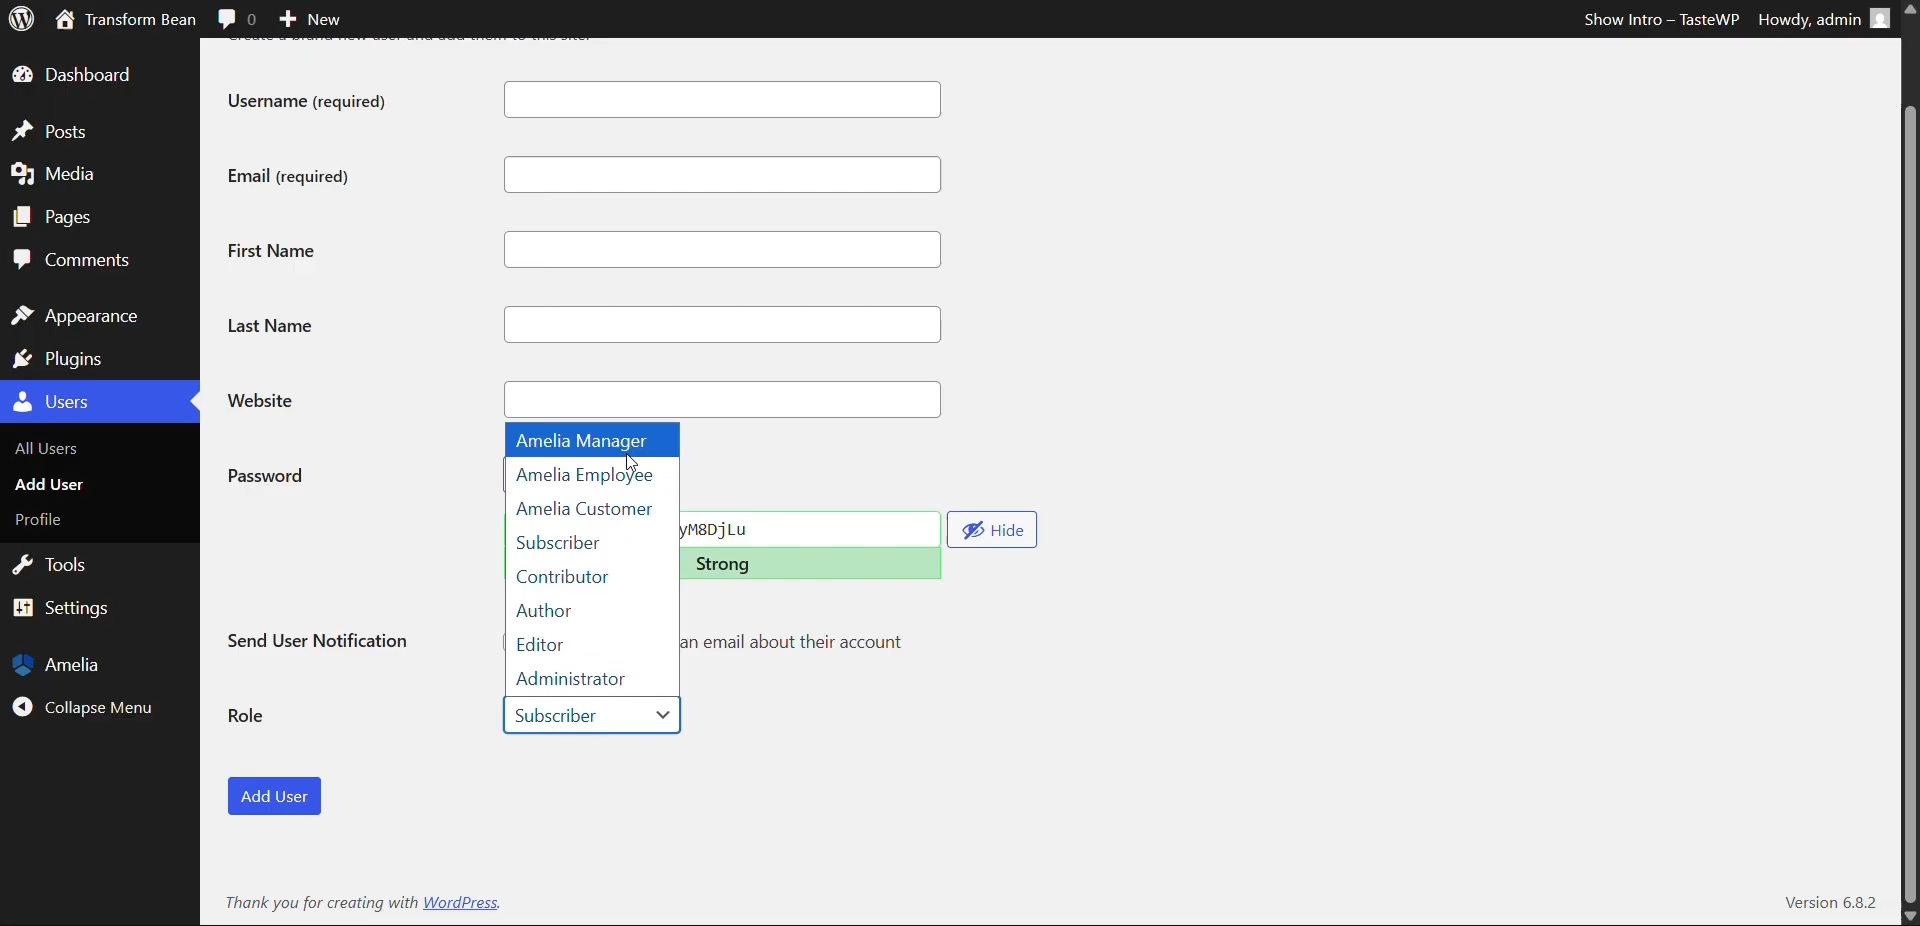 Transform Bean
0
New
Show Intro – TasteWP
Howdy, admin
Create a brand new user and add them to this site.
Dashboard
Posts
Media
Pages
Comments
Appearance
Plugins
Users
All Users
Add User
Profile
Tools
Settings
Amelia
Collapse Menu
Username (required)
Email (required)
First Name
Last Name
Website
Password
Amelia Manager
Amelia Employee
Amelia Customer
Subscriber
Contributor
Author
Editor
Administrator
yM8DjLu
Hide
Strong
Send User Notification
an email about their account
Role
Subscriber
Add User
Thank you for creating with WordPress.
Version 6.8.2